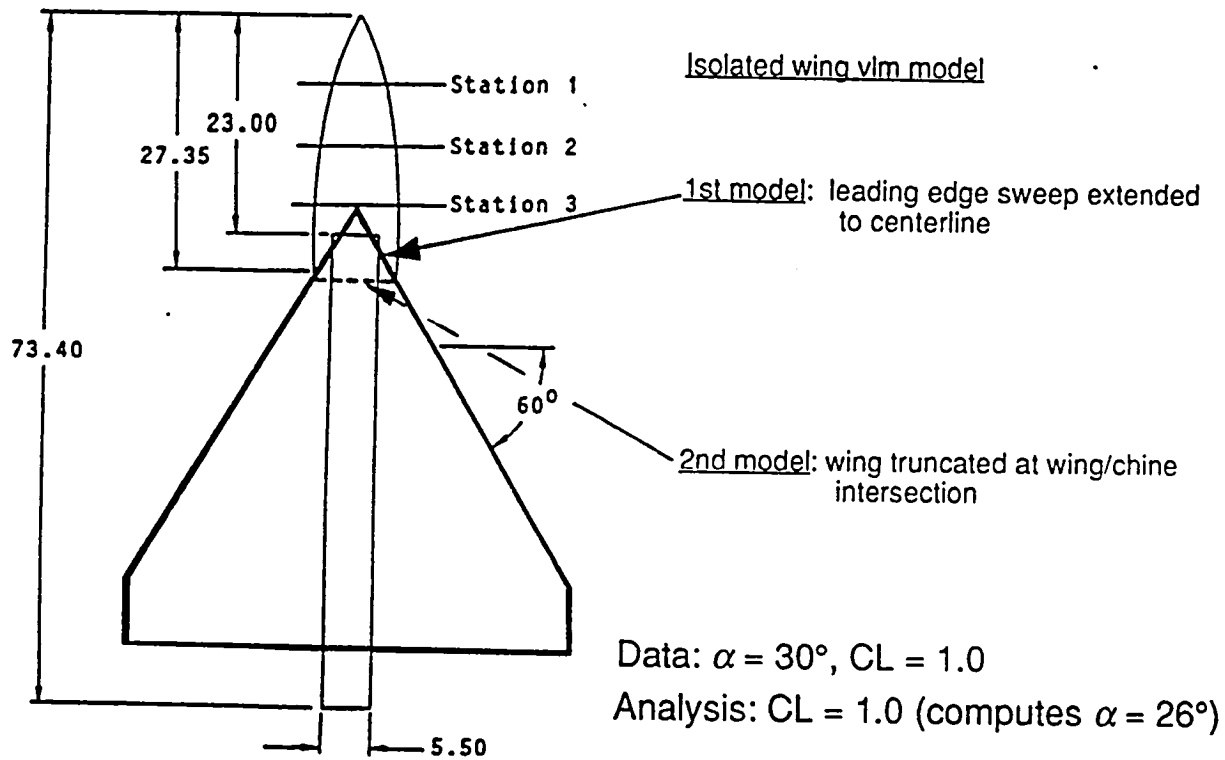 Isolated wing vlm model
Station 1
23.00
Station 2
27.35
1st model: leading edge sweep extended
to centerline
Station 3
73.40
60°
2nd model: wing truncated at wing/chine
intersection
Data: α = 30°, CL = 1.0
Analysis: CL = 1.0 (computes α = 26°)
5.50